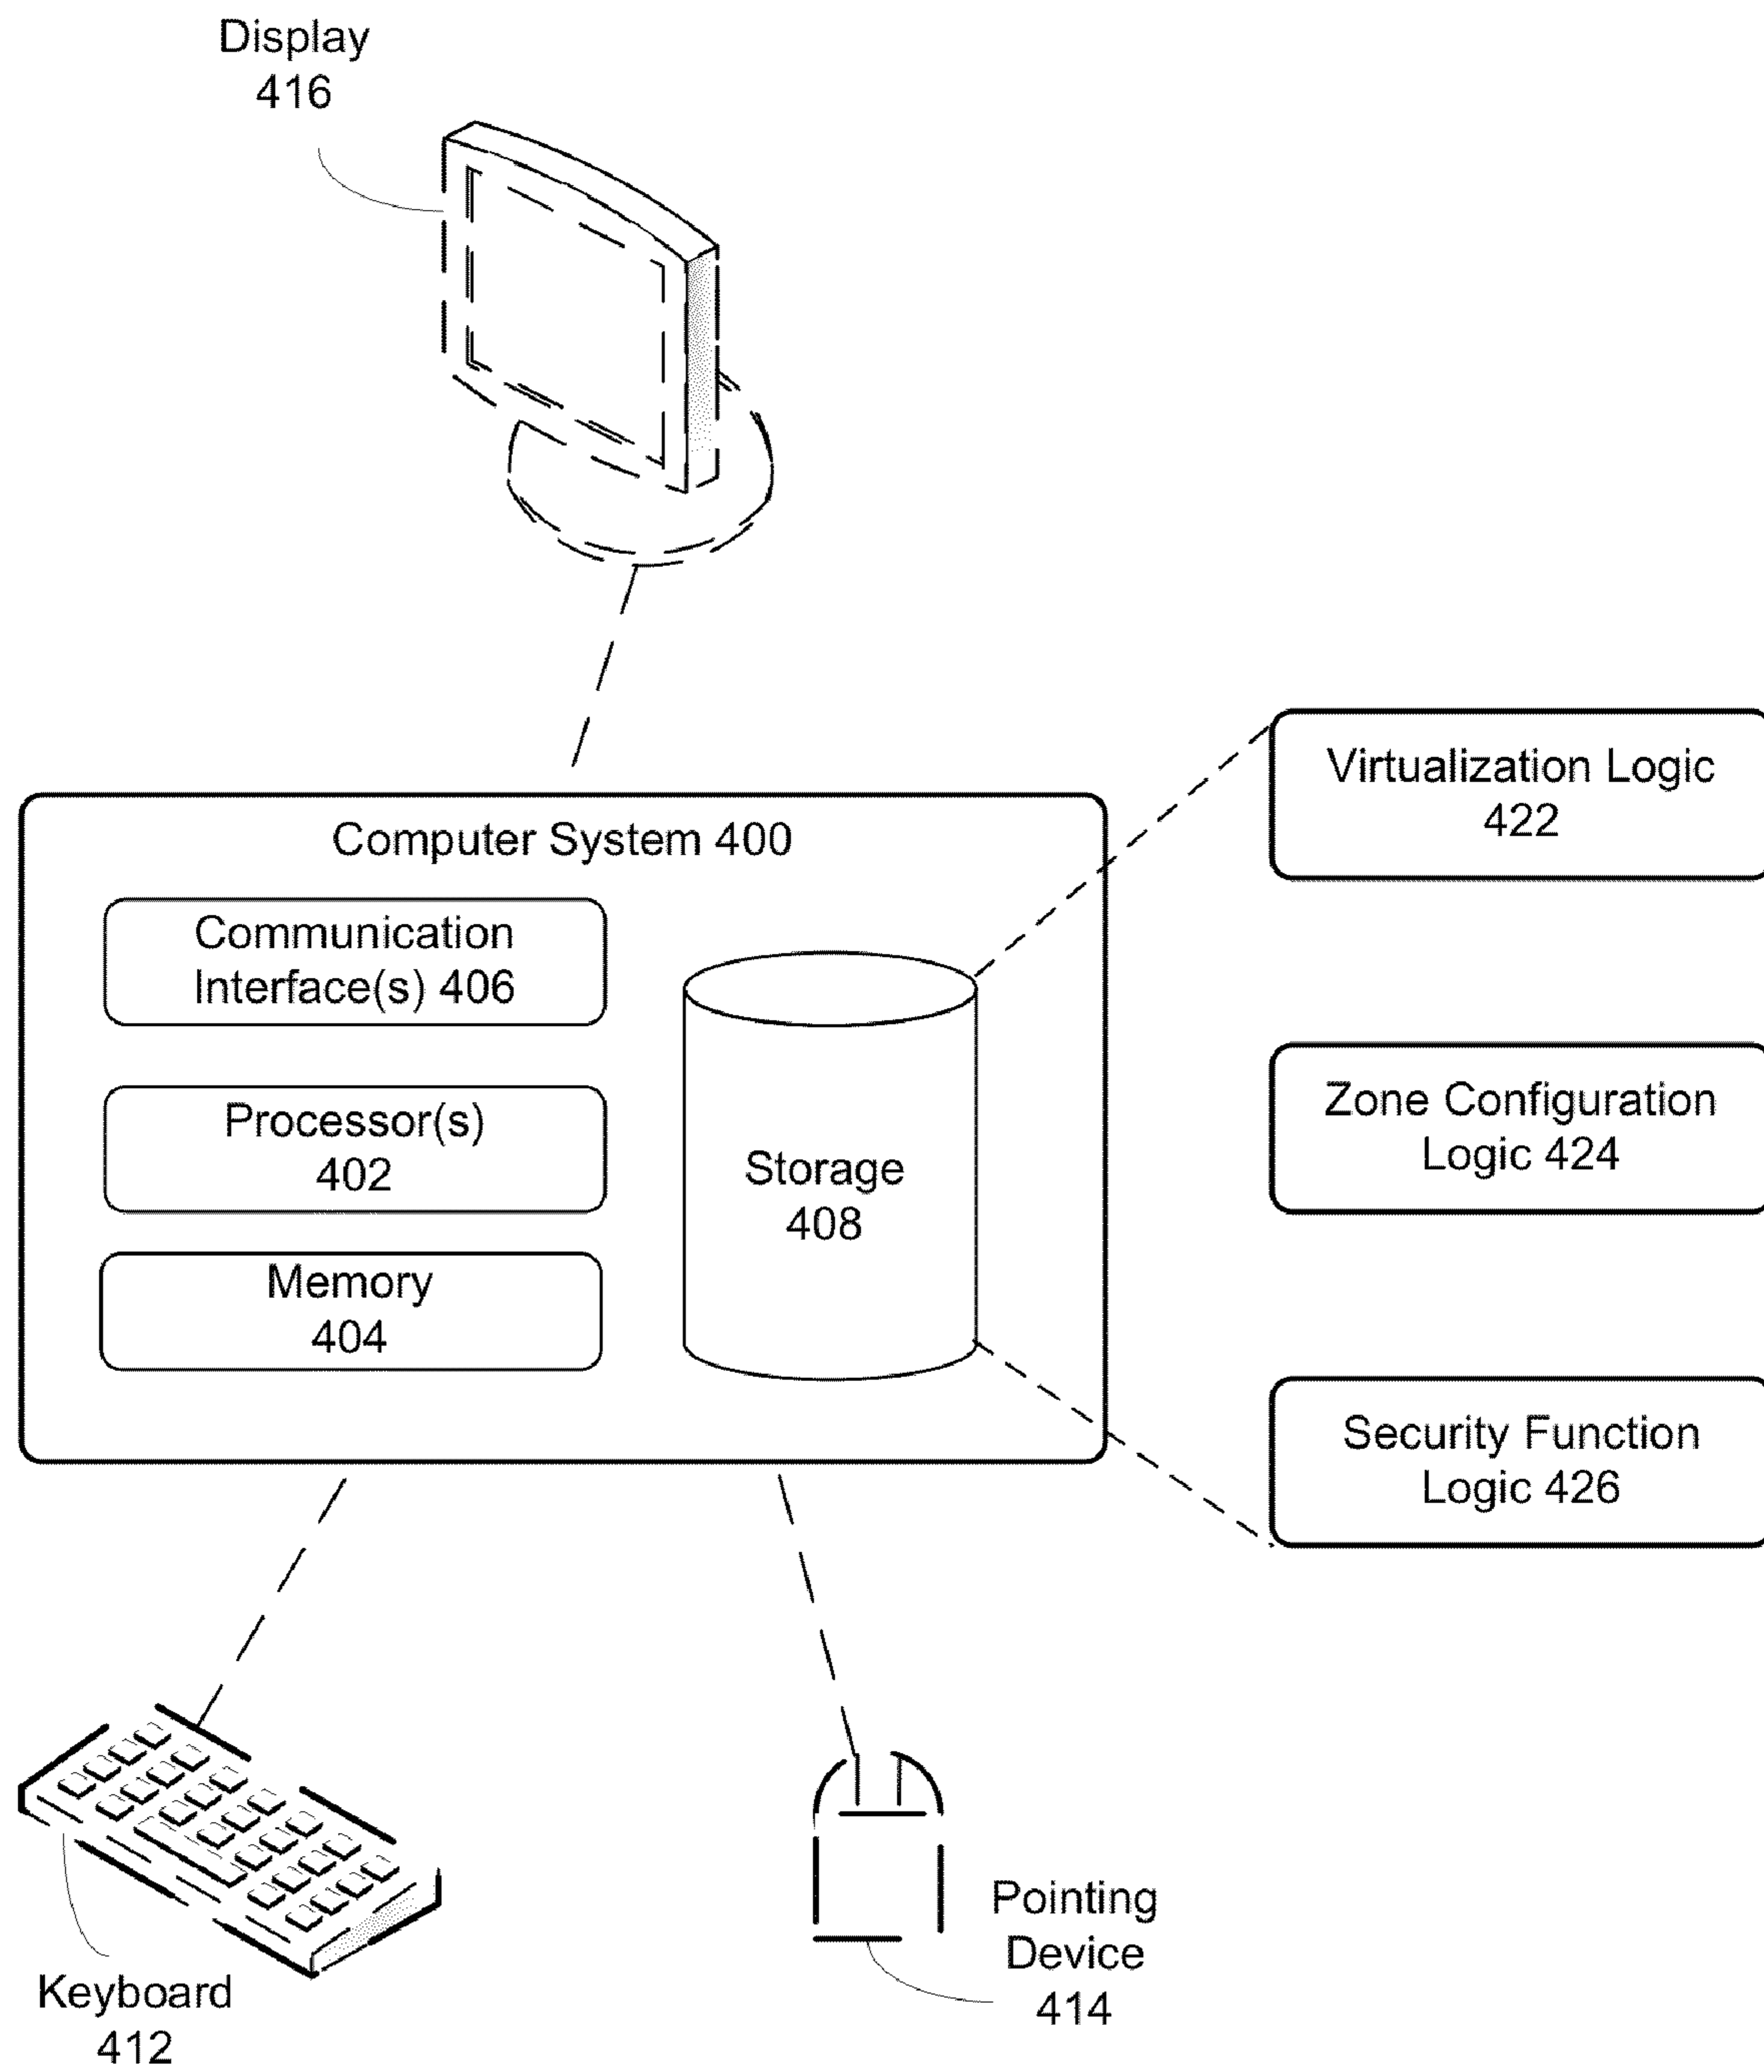 Display
416
Computer System 400
Communication
Interface(s) 406
Processor(s)
402
Memory
404
Storage
408
Virtualization Logic
422
Zone Configuration
Logic 424
Security Function
Logic 426
Keyboard
412
Pointing
Device
414